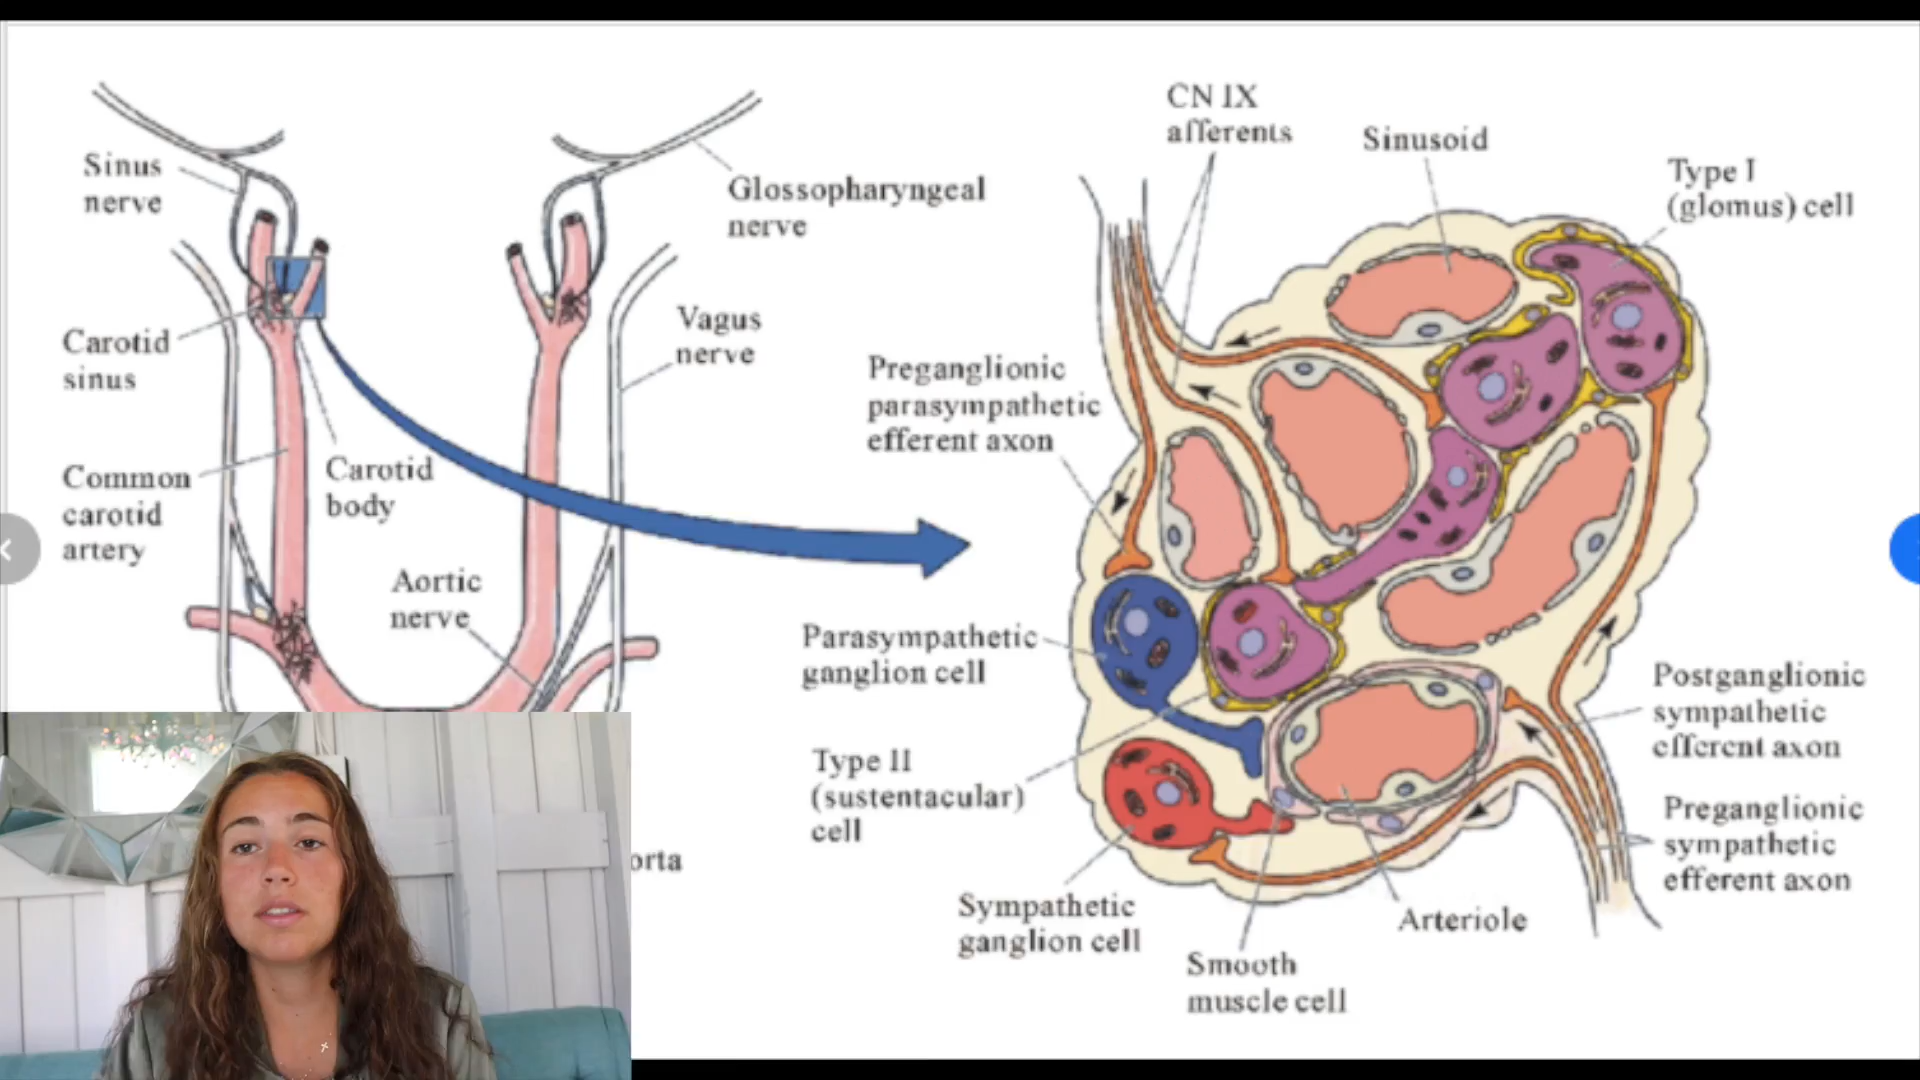 Sinus
nerve
Glossopharyngeal
nerve
Carotid
sinus
Vagus
nerve
Common
carotid
artery
Carotid
body
Aortic
nerve
orta
CN IX
afferents
Sinusoid
Type I
(glomus) cell
Preganglionic
parasympathetic
efferent axon
Parasympathetic
ganglion cell
Type II
(sustentacular)
cell
Sympathetic
ganglion cell
Smooth
muscle cell
Arteriole
Postganglionic
sympathetic
efferent axon
Preganglionic
sympathetic
efferent axon